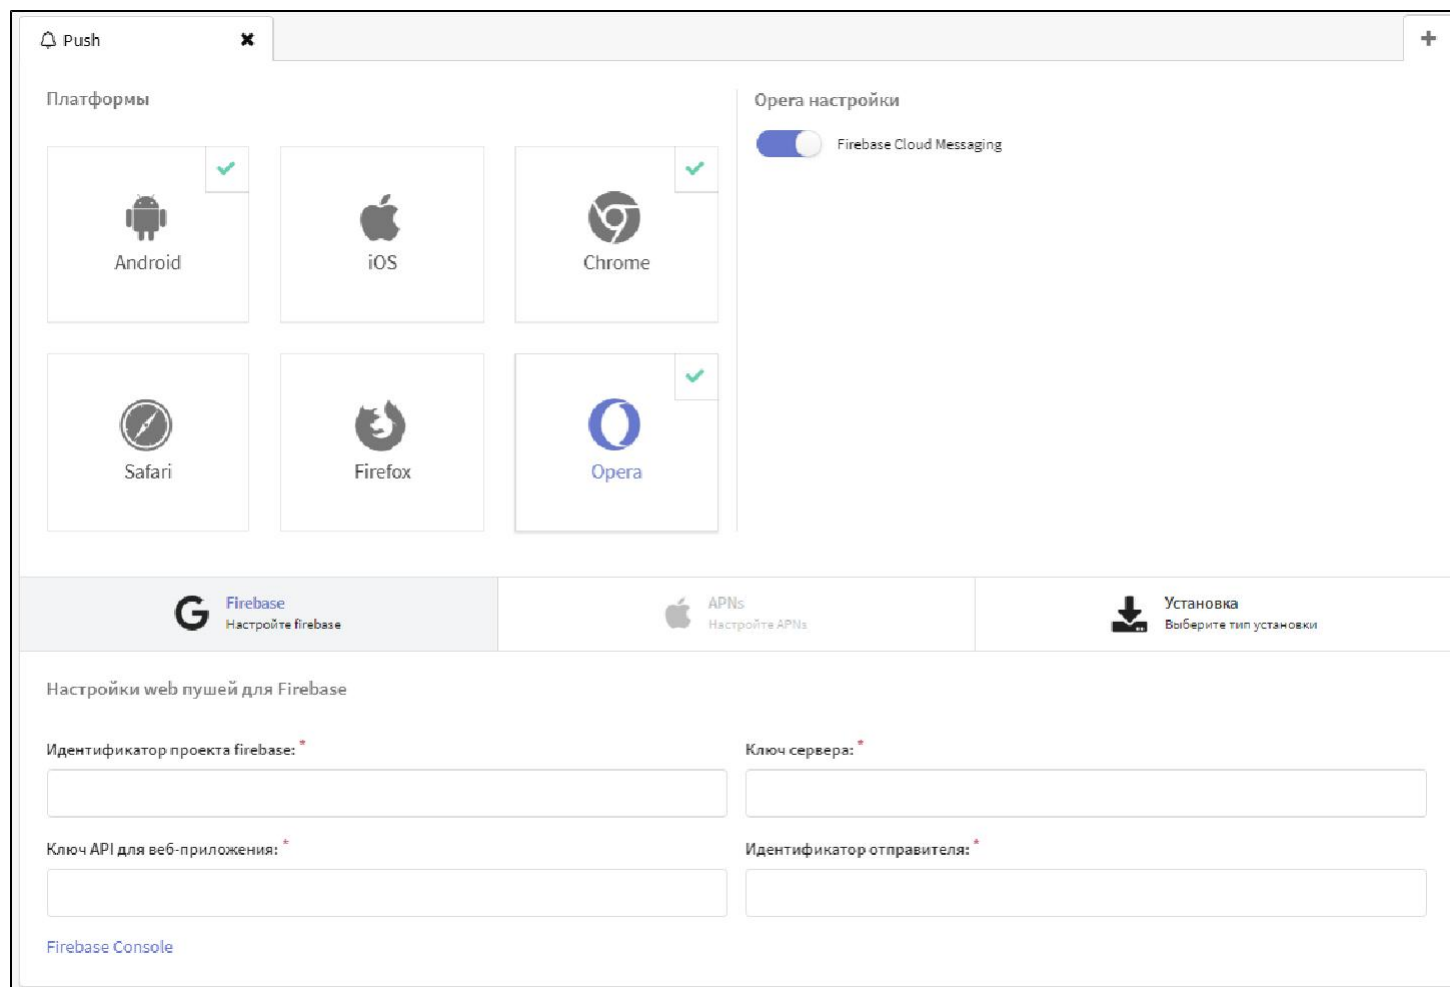 Push
Платформы
Opera настройки
Firebase Cloud Messaging
Android
iOS
Chrome
Safari
Firefox
Opera
Firebase
Настройте firebase
APNs
Настройте APNs
Установка
Выберите тип установки
Настройки web пушей для Firebase
Идентификатор проекта firebase: *
Ключ сервера: *
Ключ API для веб-приложения: *
Идентификатор отправителя: *
Firebase Console